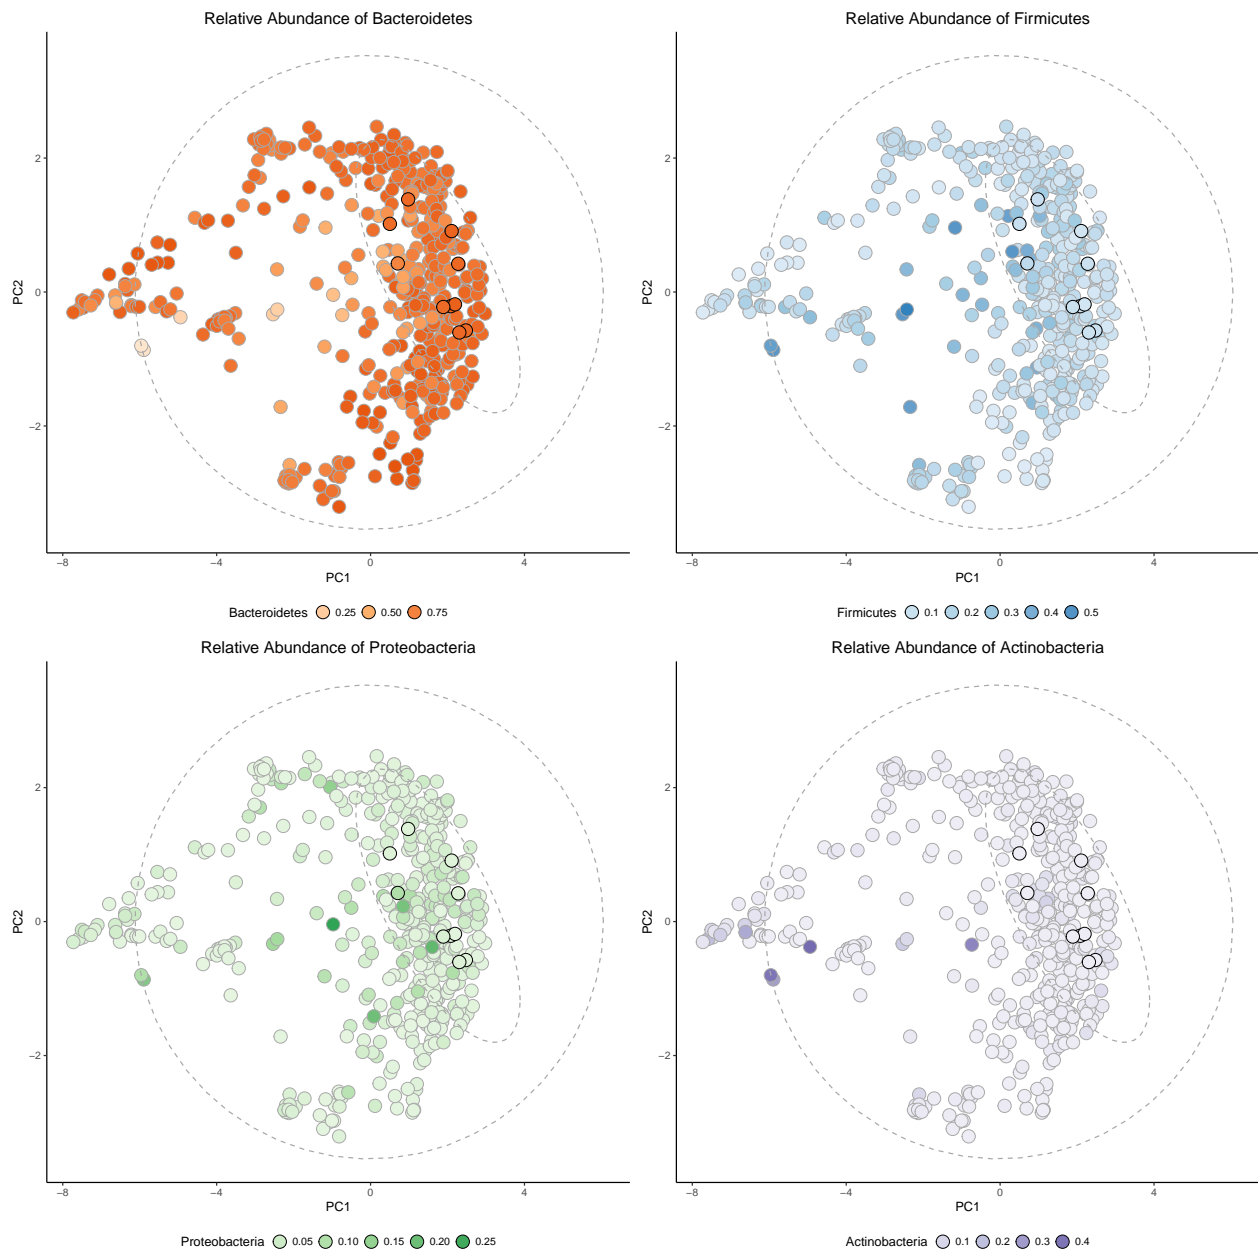 Relative Abundance of Bacteroidetes
PC2
2
0
−2
−8 −4 0 4
PC1
Bacteroidetes 0.25 0.50 0.75
Relative Abundance of Firmicutes
PC2
2
0
−2
−8 −4 0 4
PC1
Firmicutes 0.1 0.2 0.3 0.4 0.5
Relative Abundance of Proteobacteria
PC2
2
0
−2
−8 −4 0 4
PC1
Proteobacteria 0.05 0.10 0.15 0.20 0.25
Relative Abundance of Actinobacteria
PC2
2
0
−2
−8 −4 0 4
PC1
Actinobacteria 0.1 0.2 0.3 0.4